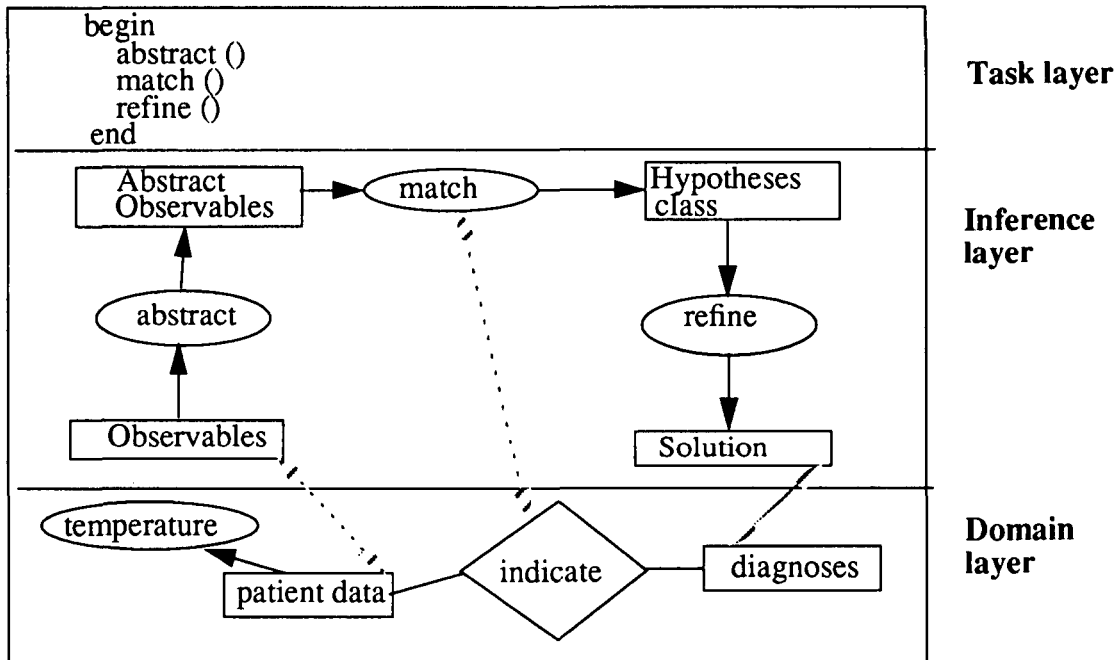 begin
abstract ()
match ()
refine ()
end
Task layer
Abstract
Observables
match
Hypotheses
class
Inference
layer
abstract
refine
Observables
Solution
temperature
patient data
indicate
diagnoses
Domain
layer